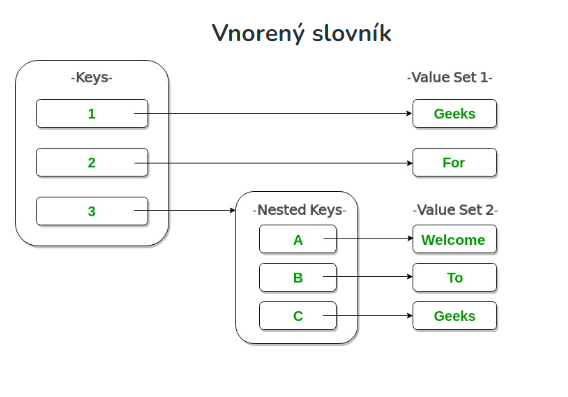 Vnorený slovník
-Keys-
-Value Set 1-
1
Geeks
2
For
3
-Nested Keys-
-Value Set 2-
A
Welcome
B
To
C
Geeks